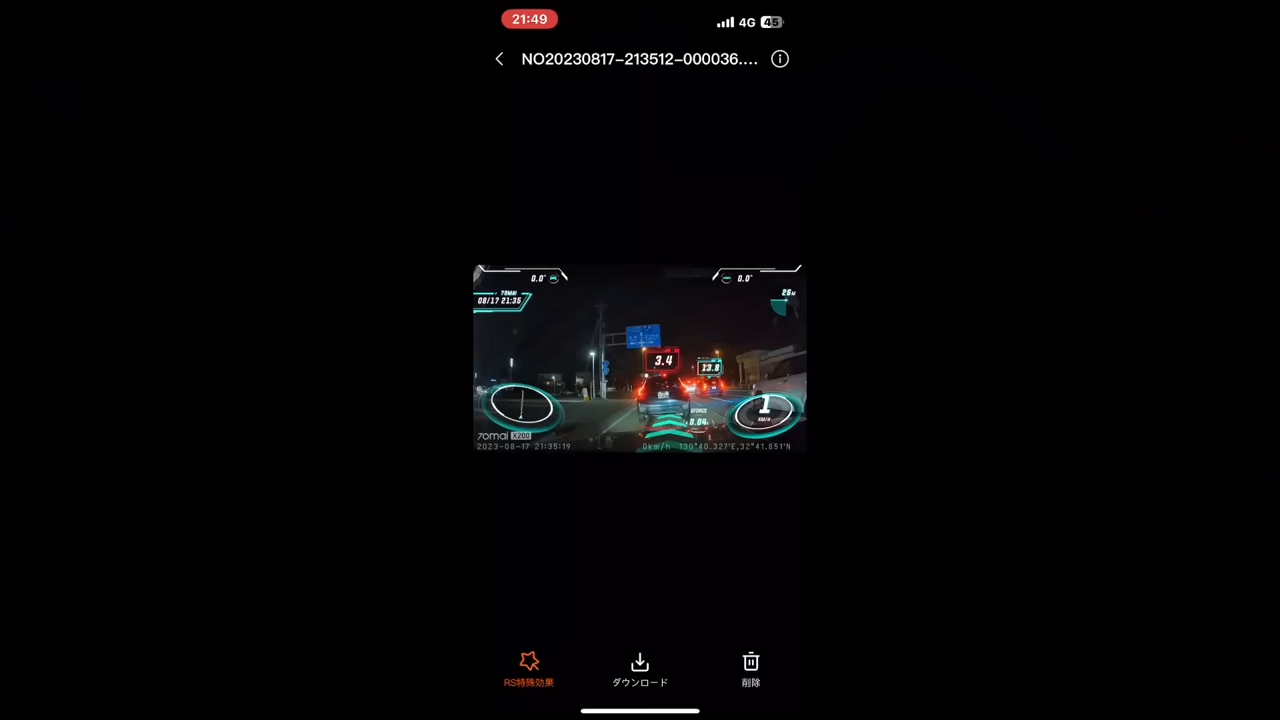 21:49
4G 45
NO20230817-213512-000036....
0.0°
0.0°
70MAI
08/17 21:35
26M
3.4
13.8
GFORCE
0.04
1
KM/H
70mai X200
2023-08-17 21:35:19
0km/h 130°40.327'E,32°41.851'N
RS特殊効果
ダウンロード
削除